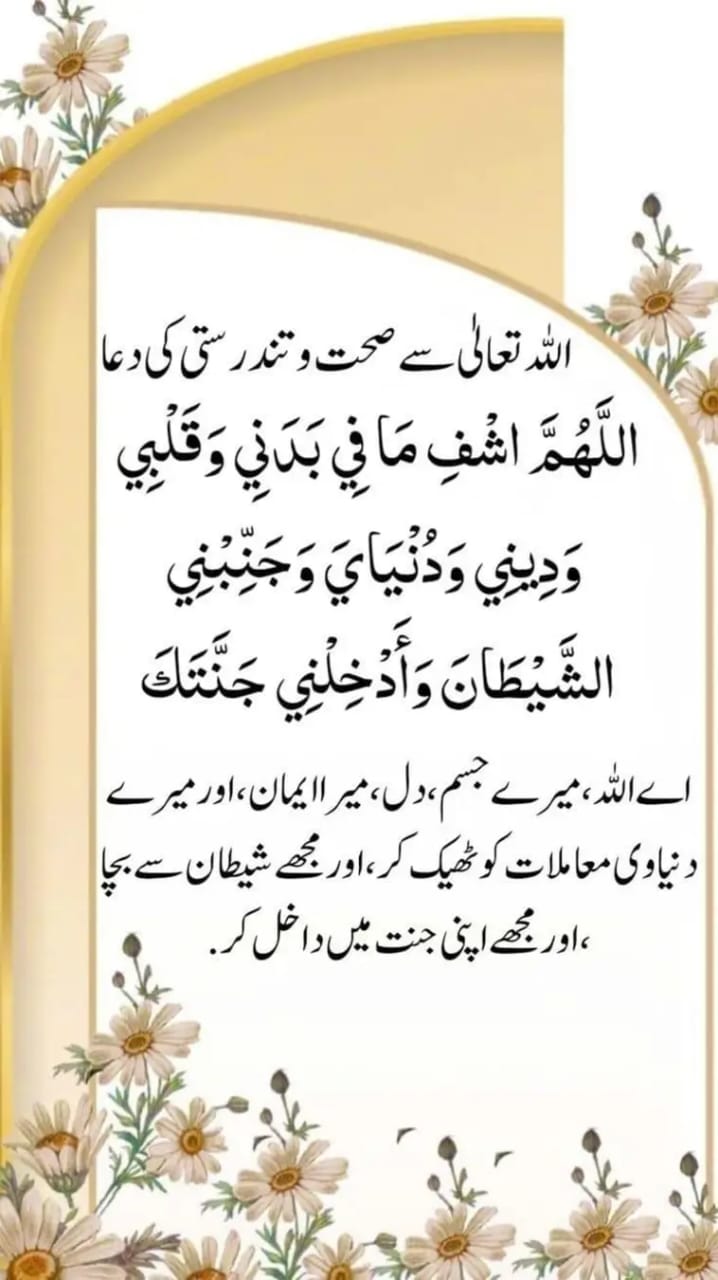 اللہ تعالیٰ سے صحت و تندرستی کی دعا
اللَّهُمَّ اشْفِ مَا فِي بَدَنِي وَقَلْبِي
وَدِينِي وَدُنْيَايَ وَجَنِّبْنِي
الشَّيْطَانَ وَأَدْخِلْنِي جَنَّتَكَ
اے اللہ، میرے جسم، دل، میرا ایمان، اور میرے
دنیاوی معاملات کو ٹھیک کر، اور مجھے شیطان سے بچا
، اور مجھے اپنی جنت میں داخل کر.